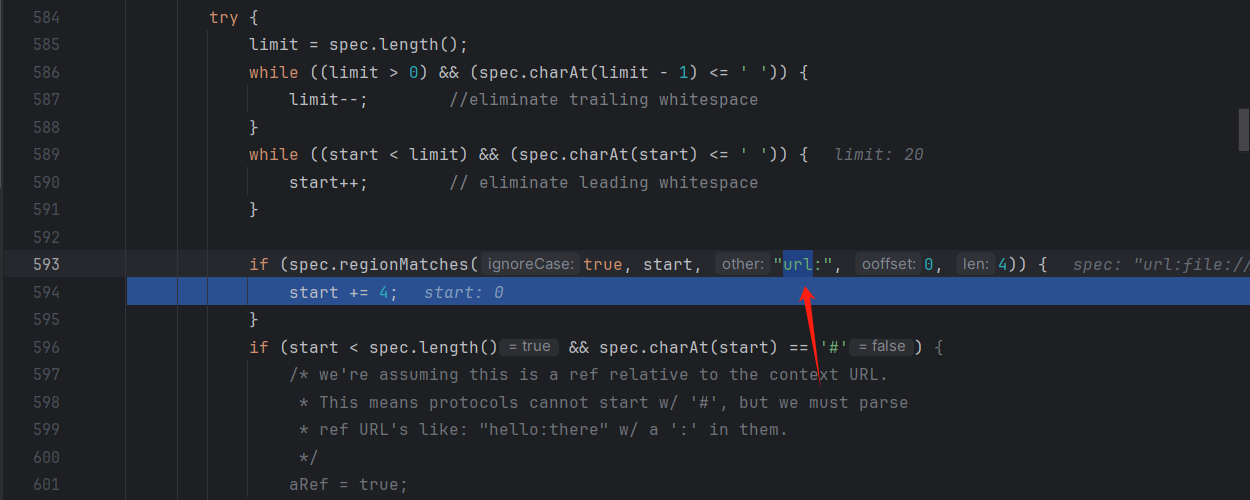 584 try {
585 limit = spec.length();
586 while ((limit > 0) && (spec.charAt(limit - 1) <= ' ')) {
587 limit--; //eliminate trailing whitespace
588 }
589 while ((start < limit) && (spec.charAt(start) <= ' ')) { limit: 20
590 start++; // eliminate leading whitespace
591 }
592
593 if (spec.regionMatches( ignoreCase: true, start, other: "url:", ooffset: 0, len: 4)) { spec: "url:file://
594 start += 4; start: 0
595 }
596 if (start < spec.length() = true && spec.charAt(start) == '#' = false ) {
597 /* we're assuming this is a ref relative to the context URL.
598 * This means protocols cannot start w/ '#', but we must parse
599 * ref URL's like: "hello:there" w/ a ':' in them.
600 */
601 aRef = true;